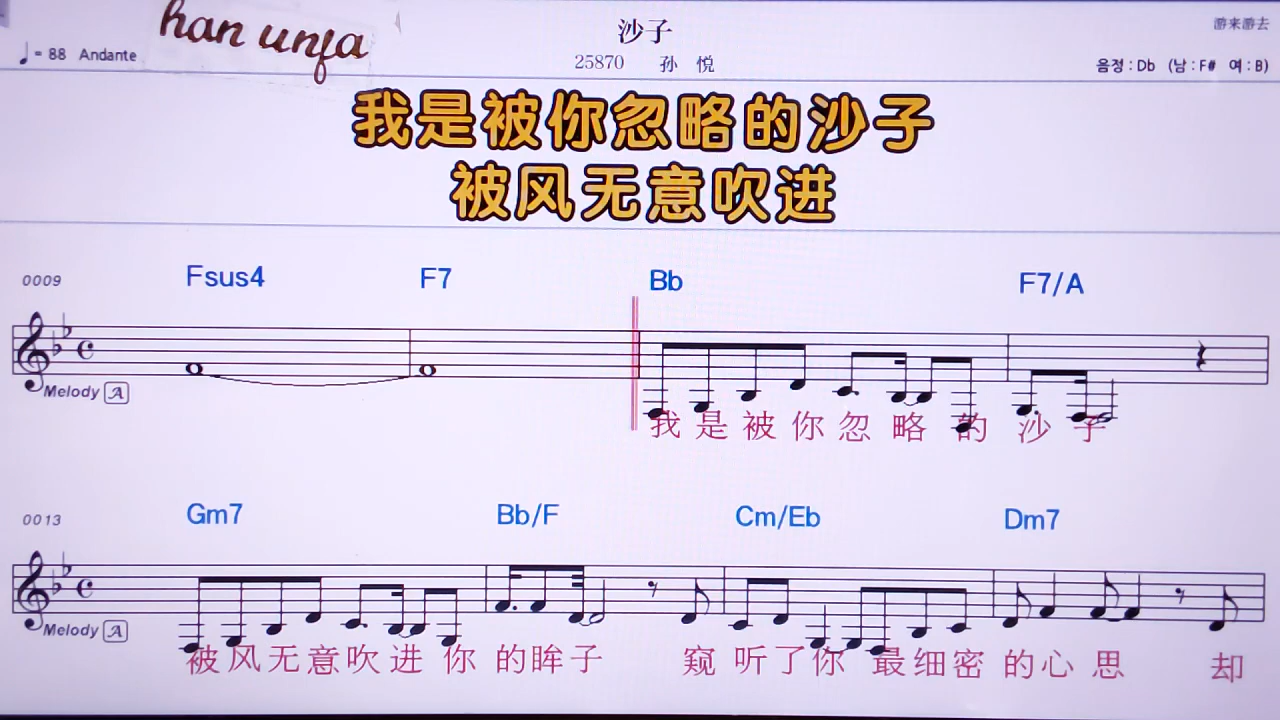 han unfa
沙子
游来游去
♩= 88 Andante
25870 孙 悦
음정 : Db (남 : F# 여 : B)
我是被你忽略的沙子
被风无意吹进
0009
Fsus4 F7 Bb F7/A
Melody A
我 是 被 你 忽 略 的 沙 子
0013
Gm7 Bb/F Cm/Eb Dm7
Melody A
被 风 无 意 吹 进 你 的 眸 子 窥 听 了 你 最 细 密 的 心 思 却